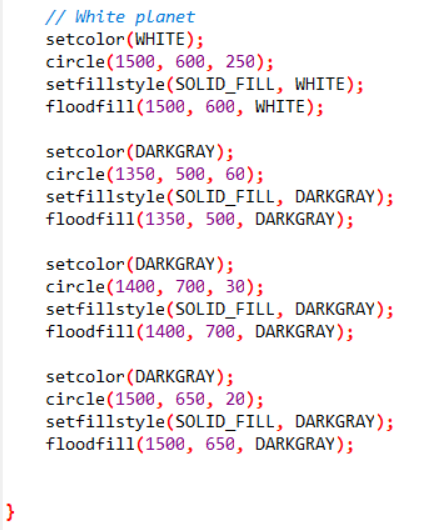 // White planet
setcolor(WHITE);
circle(1500, 600, 250);
setfillstyle(SOLID_FILL, WHITE);
floodfill(1500, 600, WHITE);
setcolor(DARKGRAY);
circle(1350, 500, 60);
setfillstyle(SOLID_FILL, DARKGRAY);
floodfill(1350, 500, DARKGRAY);
setcolor(DARKGRAY);
circle(1400, 700, 30);
setfillstyle(SOLID_FILL, DARKGRAY);
floodfill(1400, 700, DARKGRAY);
setcolor(DARKGRAY);
circle(1500, 650, 20);
setfillstyle(SOLID_FILL, DARKGRAY);
floodfill(1500, 650, DARKGRAY);
}